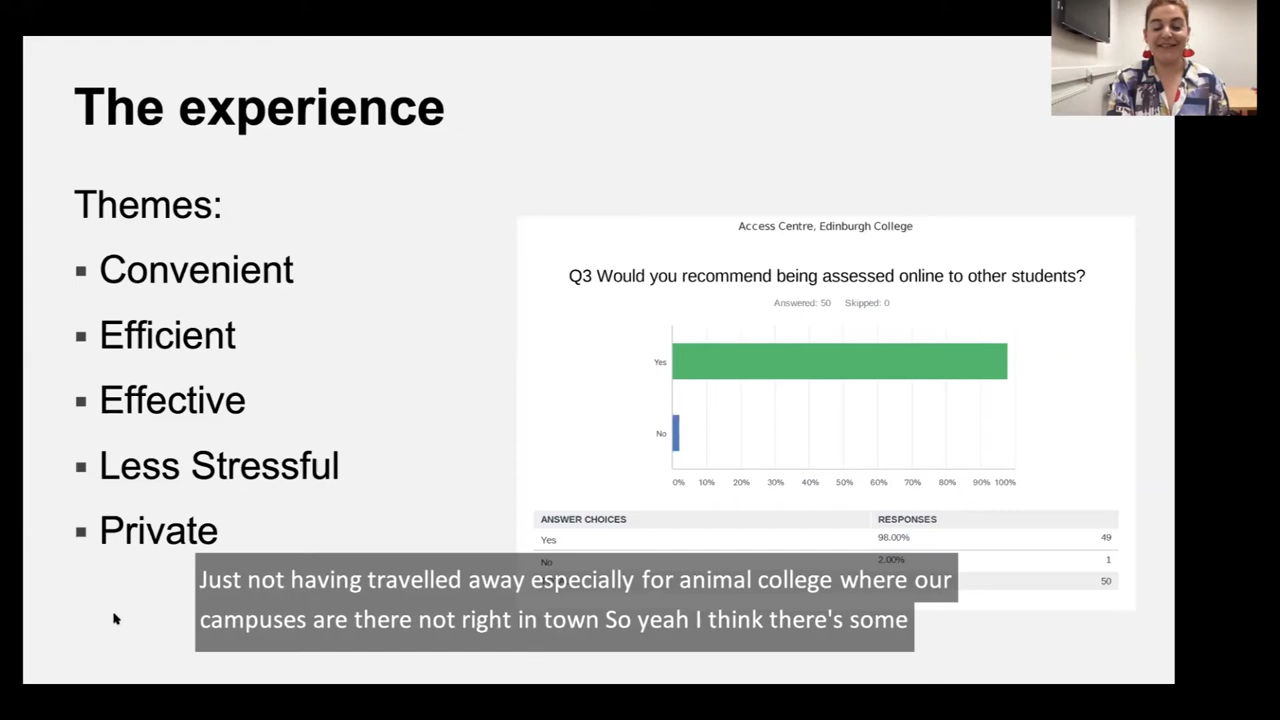 The experience
Themes:
▪ Convenient
▪ Efficient
▪ Effective
▪ Less Stressful
▪ Private
Access Centre, Edinburgh College
Q3 Would you recommend being assessed online to other students?
Answered: 50 Skipped: 0
Yes
No
0% 10% 20% 30% 40% 50% 60% 70% 80% 90% 100%
ANSWER CHOICES RESPONSES
Yes 98.00% 49
No 2.00% 1
50
Just not having travelled away especially for animal college where our
campuses are there not right in town So yeah I think there's some